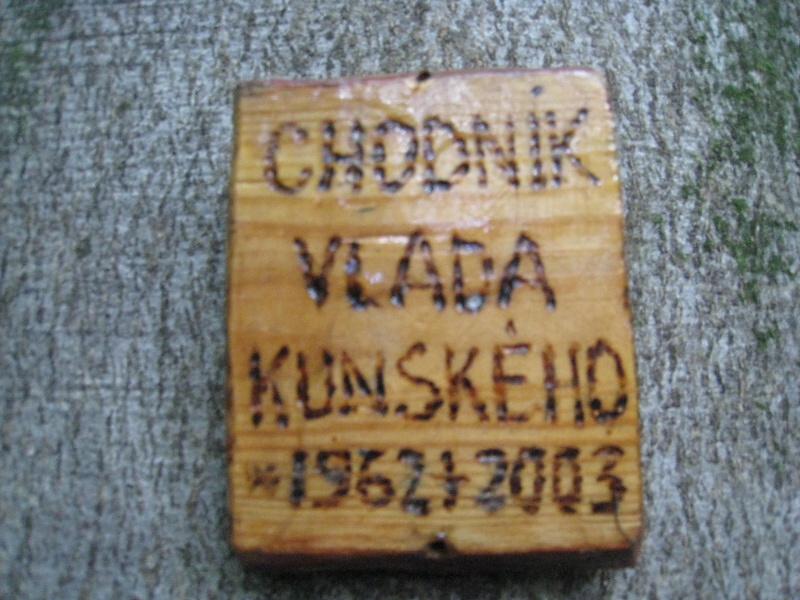 CHODNÍK
VLADA
KUNSKÉHO
*1962†2003